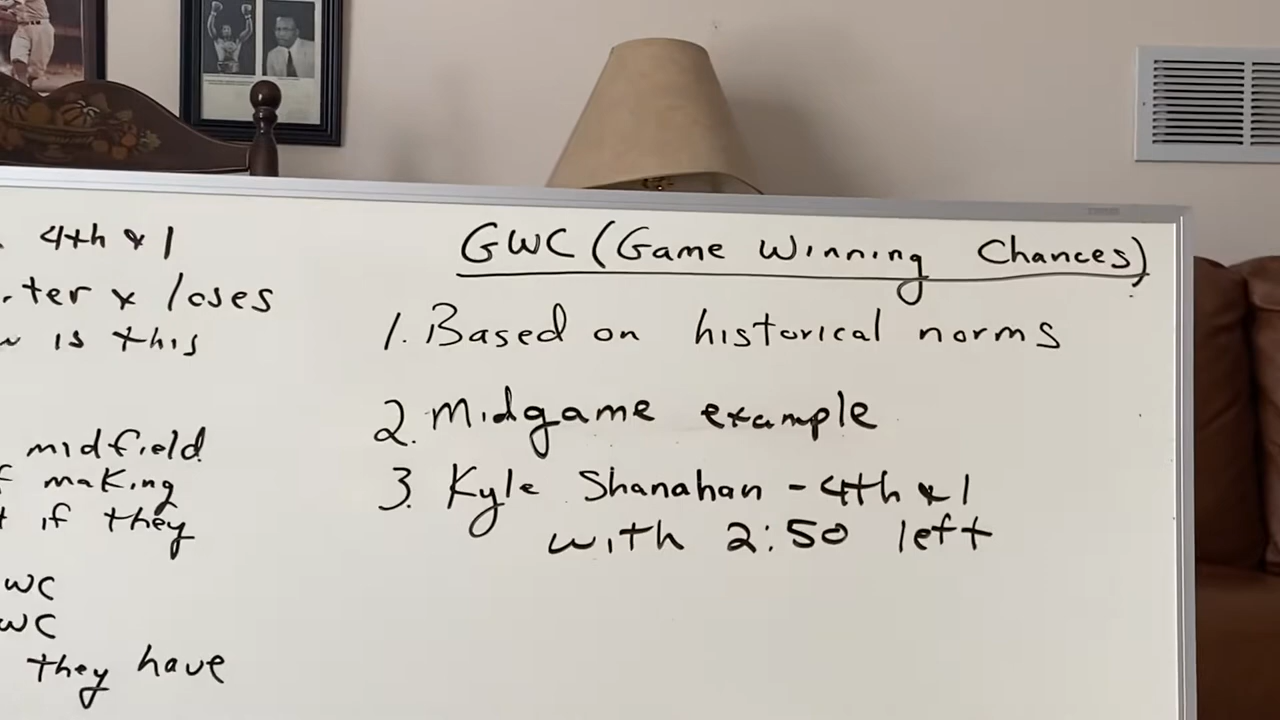 4th & 1
GWC (Game Winning Chances)
ter & loses
is this
1. Based on historical norms
2. Midgame example
midfield
making
if they
3. Kyle Shanahan - 4th & 1
with 2:50 left
WC
WC
they have